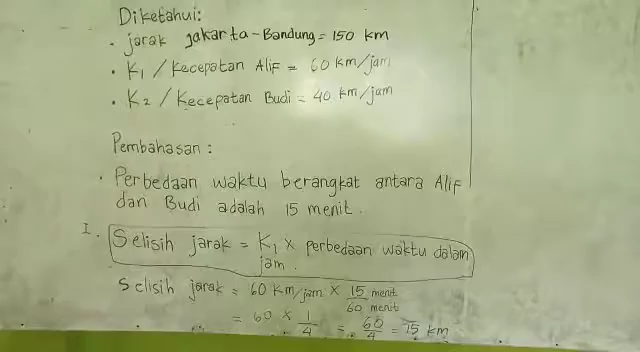 Diketahui:
• jarak Jakarta - Bandung = 150 km
• K1 / Kecepatan Alif = 60 km/jam
• K2 / Kecepatan Budi = 40 km/jam
Pembahasan :
• Perbedaan waktu berangkat antara Alif
dan Budi adalah 15 menit.
I. Selisih jarak = K1 x perbedaan waktu dalam
jam.
Selisih jarak = 60 km/jam x 15 menit / 60 menit
= 60 x 1/4 = 60/4 = 15 km